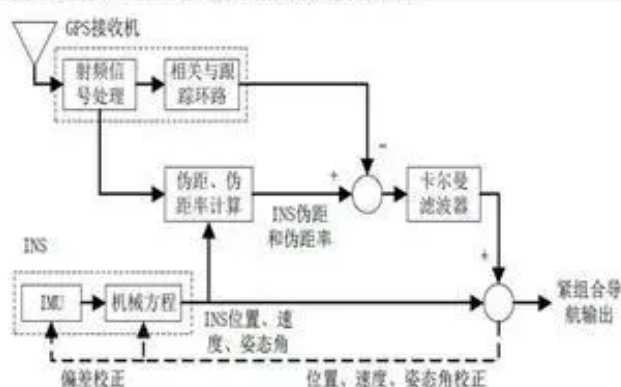 GPS接收机
射频信
号处理
相关与跟
踪环路
-
+
伪距、伪
距率计算
卡尔曼
滤波器
INS伪距
和伪距率
INS
+
IMU
机械方程
INS位置、速
度、姿态角
紧组合导
航输出
偏差校正
位置、速度、姿态角校正